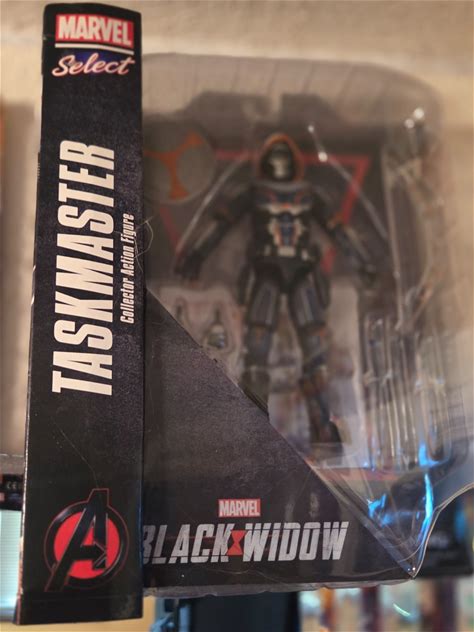 MARVEL
Select
TASKMASTER
Collector Action Figure
MARVEL
BLACK WIDOW